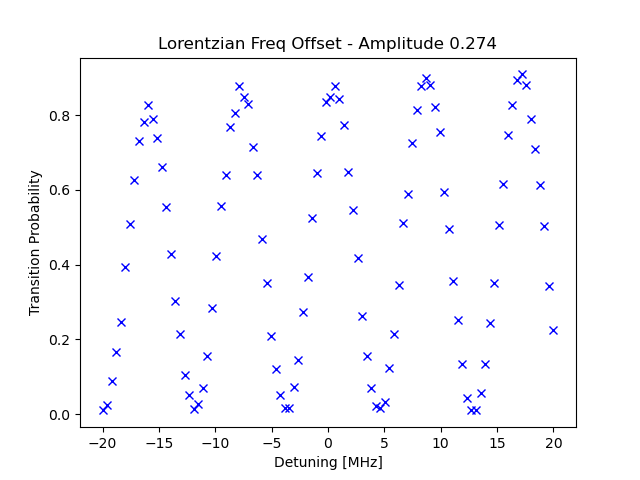 Lorentzian Freq Offset - Amplitude 0.274
Transition Probability
0.8
0.6
0.4
0.2
0.0
−20 −15 −10 −5 0 5 10 15 20
Detuning [MHz]